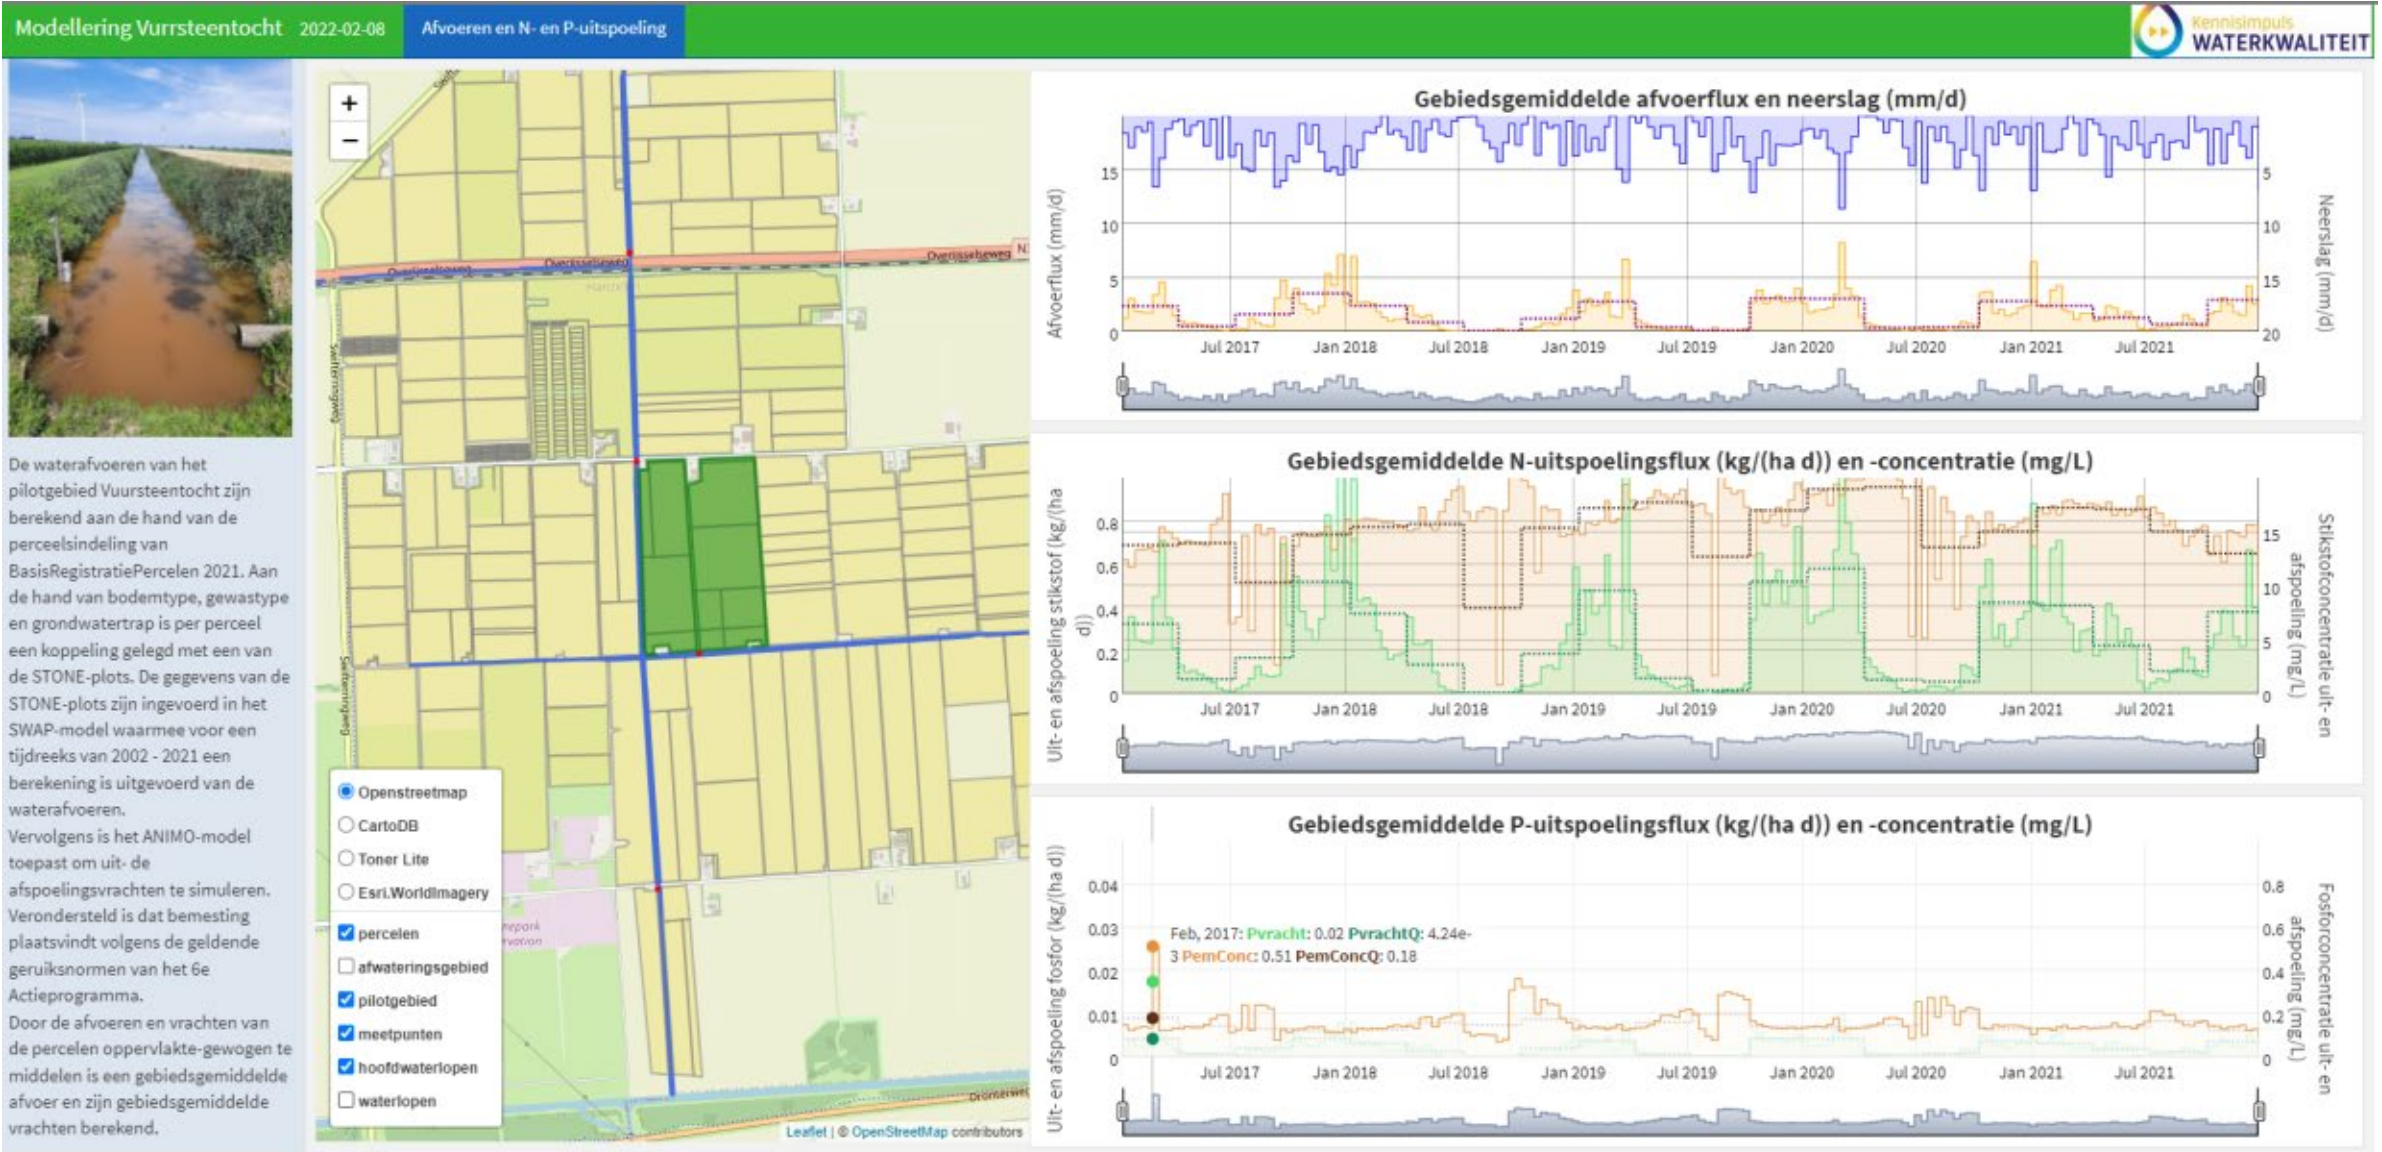 Modellering Vurrsteentocht 2022-02-08 Afvoeren en N- en P-uitspoeling
Kennisimpuls
WATERKWALITEIT
De waterafvoeren van het
pilotgebied Vuursteentocht zijn
berekend aan de hand van de
perceelsindeling van
BasisRegistratiePercelen 2021. Aan
de hand van bodemtype, gewastype
en grondwatertrap is per perceel
een koppeling gelegd met een van
de STONE-plots. De gegevens van de
STONE-plots zijn ingevoerd in het
SWAP-model waarmee voor een
tijdreeks van 2002 - 2021 een
berekening is uitgevoerd van de
waterafvoeren.
Vervolgens is het ANIMO-model
toepast om uit- de
afspoelingsvrachten te simuleren.
Verondersteld is dat bemesting
plaatsvindt volgens de geldende
geruiksnormen van het 6e
Actieprogramma.
Door de afvoeren en vrachten van
de percelen oppervlakte-gewogen te
middelen is een gebiedsgemiddelde
afvoer en zijn gebiedsgemiddelde
vrachten berekend.
+
−
Overijsselseweg
Overijsselseweg
Overijsselseweg
N
Swifterringweg
Swifterringweg
Dronterweg
Openstreetmap
CartoDB
Toner Lite
Esri.WorldImagery
percelen
afwateringsgebied
pilotgebied
meetpunten
hoofdwaterlopen
waterlopen
Leaflet | © OpenStreetMap contributors
Gebiedsgemiddelde afvoerflux en neerslag (mm/d)
Afvoerflux (mm/d)
15
10
5
0
5
10
15
20
Neerslag (mm/d)
Jul 2017 Jan 2018 Jul 2018 Jan 2019 Jul 2019 Jan 2020 Jul 2020 Jan 2021 Jul 2021
Gebiedsgemiddelde N-uitspoelingsflux (kg/(ha d)) en -concentratie (mg/L)
Uit- en afspoeling stikstof (kg/(ha
d))
0.8
0.6
0.4
0.2
0
15
10
5
0
Stikstofconcentratie uit- en
afspoeling (mg/L)
Jul 2017 Jan 2018 Jul 2018 Jan 2019 Jul 2019 Jan 2020 Jul 2020 Jan 2021 Jul 2021
Gebiedsgemiddelde P-uitspoelingsflux (kg/(ha d)) en -concentratie (mg/L)
Uit- en afspoeling fosfor (kg/(ha d))
0.04
0.03
0.02
0.01
0
Feb, 2017: Pvracht: 0.02 PvrachtQ: 4.24e-
3 PemConc: 0.51 PemConcQ: 0.18
0.8
0.6
0.4
0.2
0
Fosforconcentratie uit- en
afspoeling (mg/L)
Jul 2017 Jan 2018 Jul 2018 Jan 2019 Jul 2019 Jan 2020 Jul 2020 Jan 2021 Jul 2021